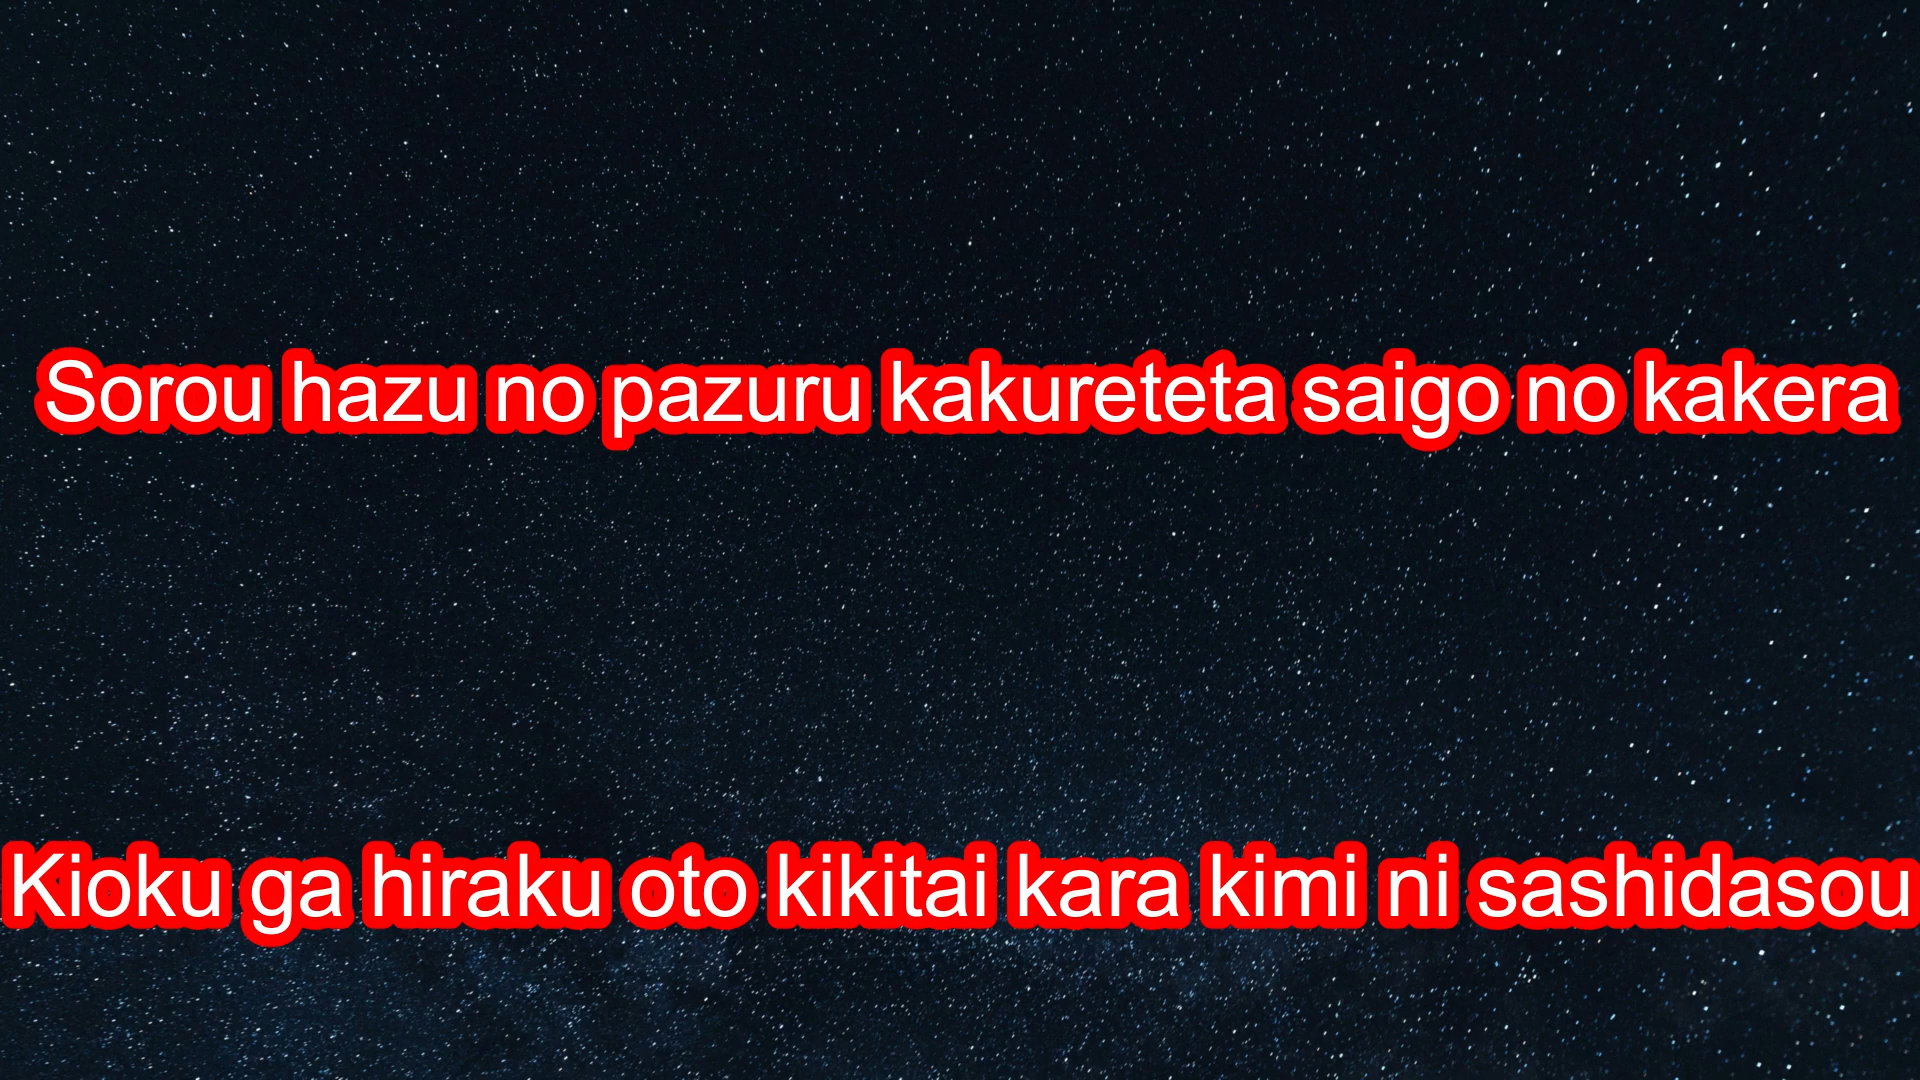 Sorou hazu no pazuru kakureteta saigo no kakera
Kioku ga hiraku oto kikitai kara kimi ni sashidasou